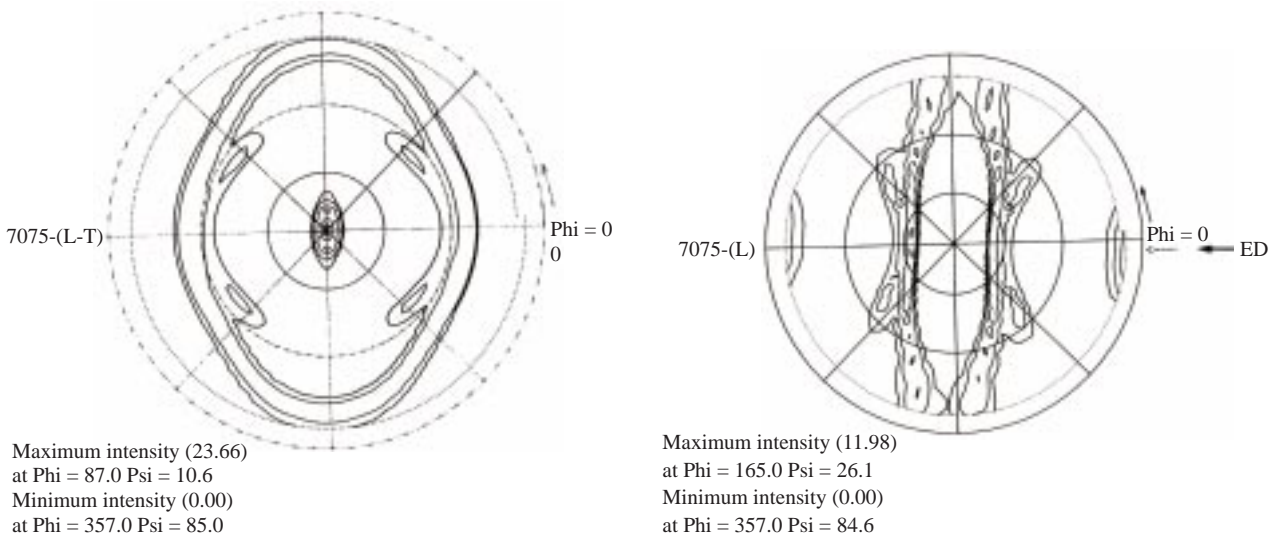 7075-(L-T)
Phi = 0
0
Maximum intensity (23.66)
at Phi = 87.0 Psi = 10.6
Minimum intensity (0.00)
at Phi = 357.0 Psi = 85.0
7075-(L)
Phi = 0
0
ED
Maximum intensity (11.98)
at Phi = 165.0 Psi = 26.1
Minimum intensity (0.00)
at Phi = 357.0 Psi = 84.6